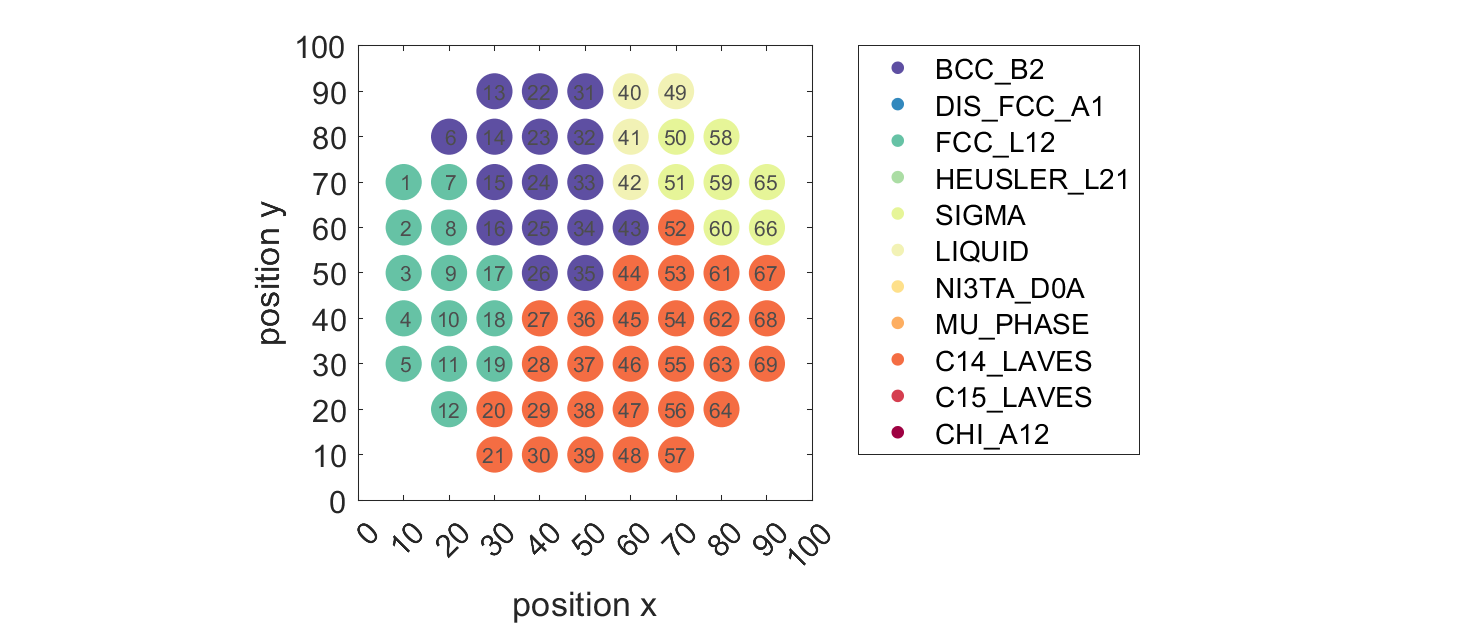 100
90 13 22 31 40 49
80 6 14 23 32 41 50 58
70 1 7 15 24 33 42 51 59 65
60 2 8 16 25 34 43 52 60 66
50 3 9 17 26 35 44 53 61 67
40 4 10 18 27 36 45 54 62 68
30 5 11 19 28 37 46 55 63 69
20 12 20 29 38 47 56 64
10 21 30 39 48 57
0
0 10 20 30 40 50 60 70 80 90 100
position x
position y
BCC_B2
DIS_FCC_A1
FCC_L12
HEUSLER_L21
SIGMA
LIQUID
NI3TA_D0A
MU_PHASE
C14_LAVES
C15_LAVES
CHI_A12